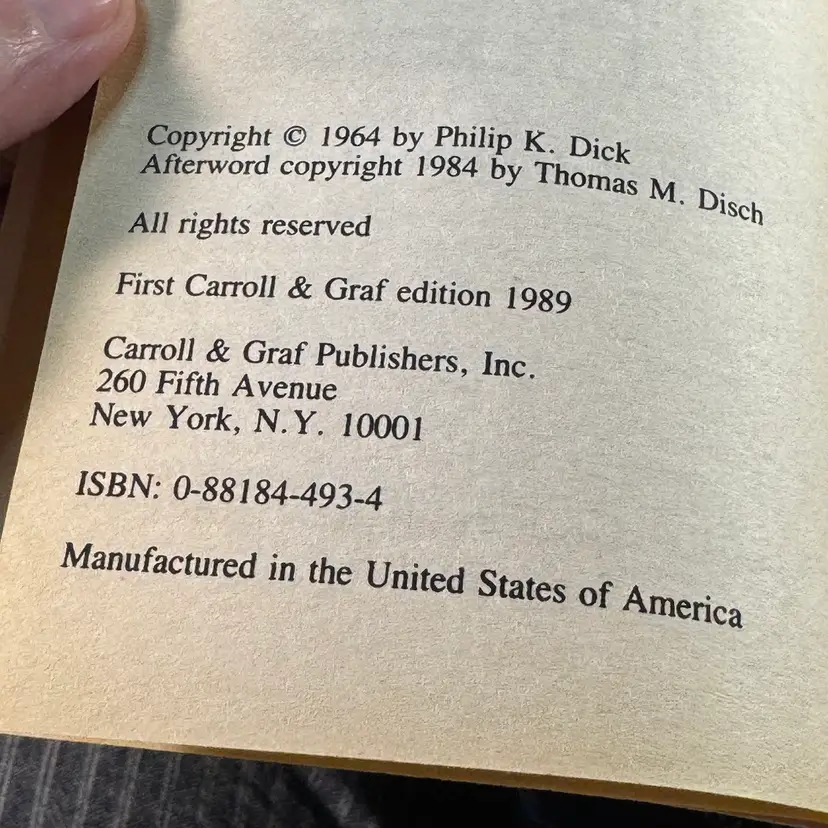 Copyright © 1964 by Philip K. Dick
Afterword copyright 1984 by Thomas M. Disch
All rights reserved
First Carroll & Graf edition 1989
Carroll & Graf Publishers, Inc.
260 Fifth Avenue
New York, N.Y. 10001
ISBN: 0-88184-493-4
Manufactured in the United States of America